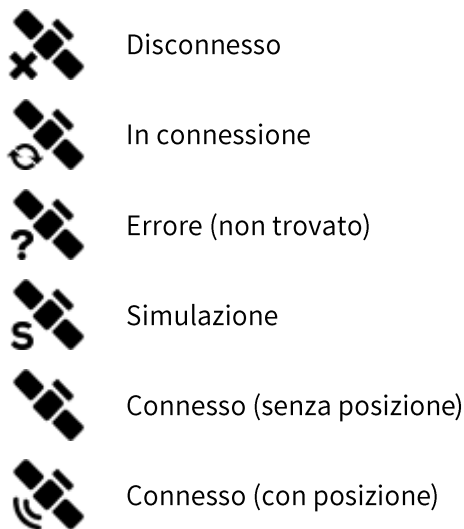 Disconnesso
In connessione
? Errore (non trovato)
S Simulazione
Connesso (senza posizione)
Connesso (con posizione)